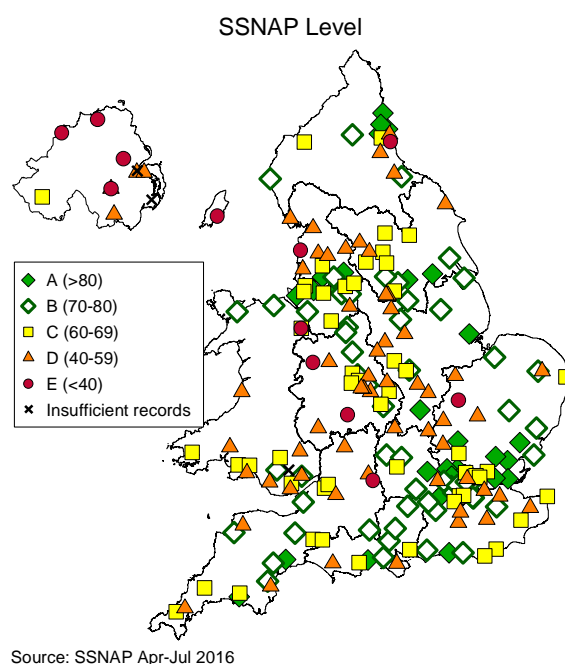 SSNAP Level
A (>80)
B (70-80)
C (60-69)
D (40-59)
E (<40)
Insufficient records
Source: SSNAP Apr-Jul 2016